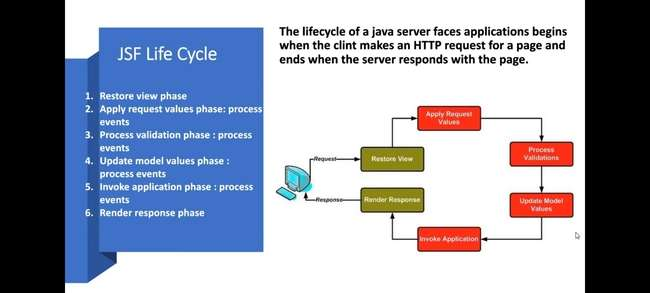 JSF Life Cycle
1. Restore view phase
2. Apply request values phase: process
events
3. Process validation phase : process
events
4. Update model values phase :
process events
5. Invoke application phase : process
events
6. Render response phase
The lifecycle of a java server faces applications begins
when the clint makes an HTTP request for a page and
ends when the server responds with the page.
Request
Restore View
Apply Request
Values
Process
Validations
Update Model
Values
Invoke Application
Render Response
Response